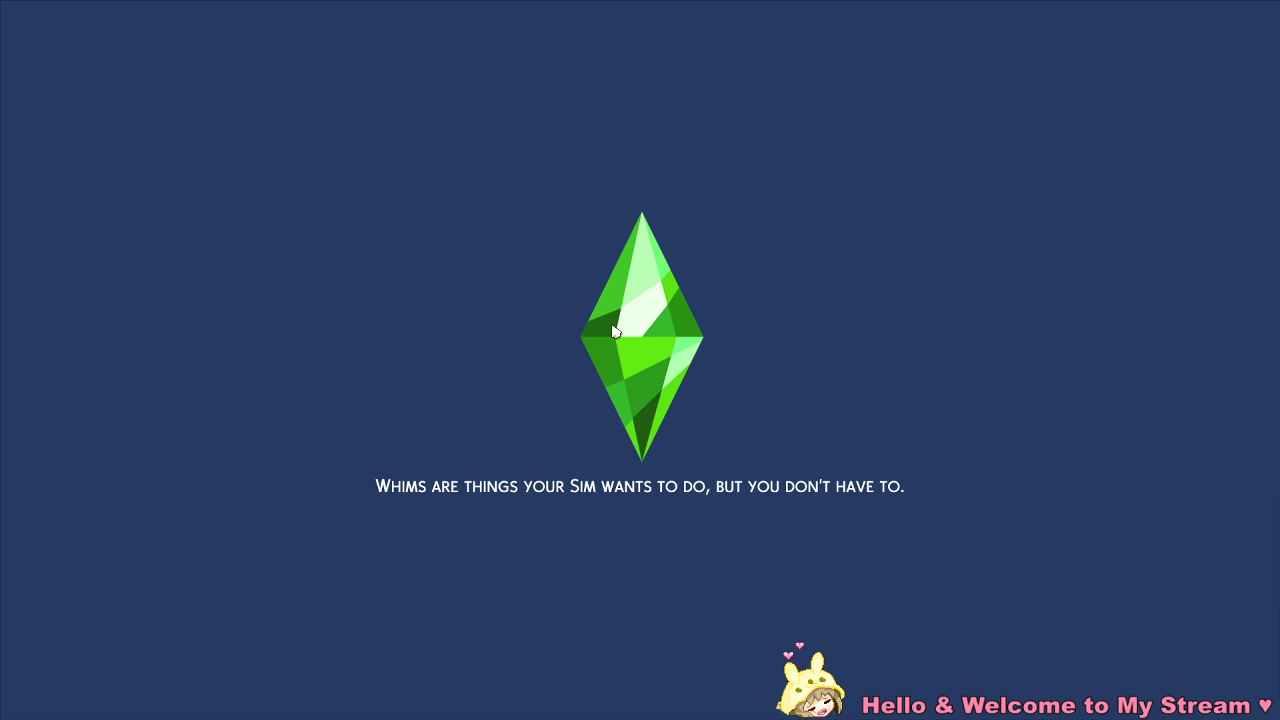 Whims are things your Sim wants to do, but you don't have to.
Hello & Welcome to My Stream ♥